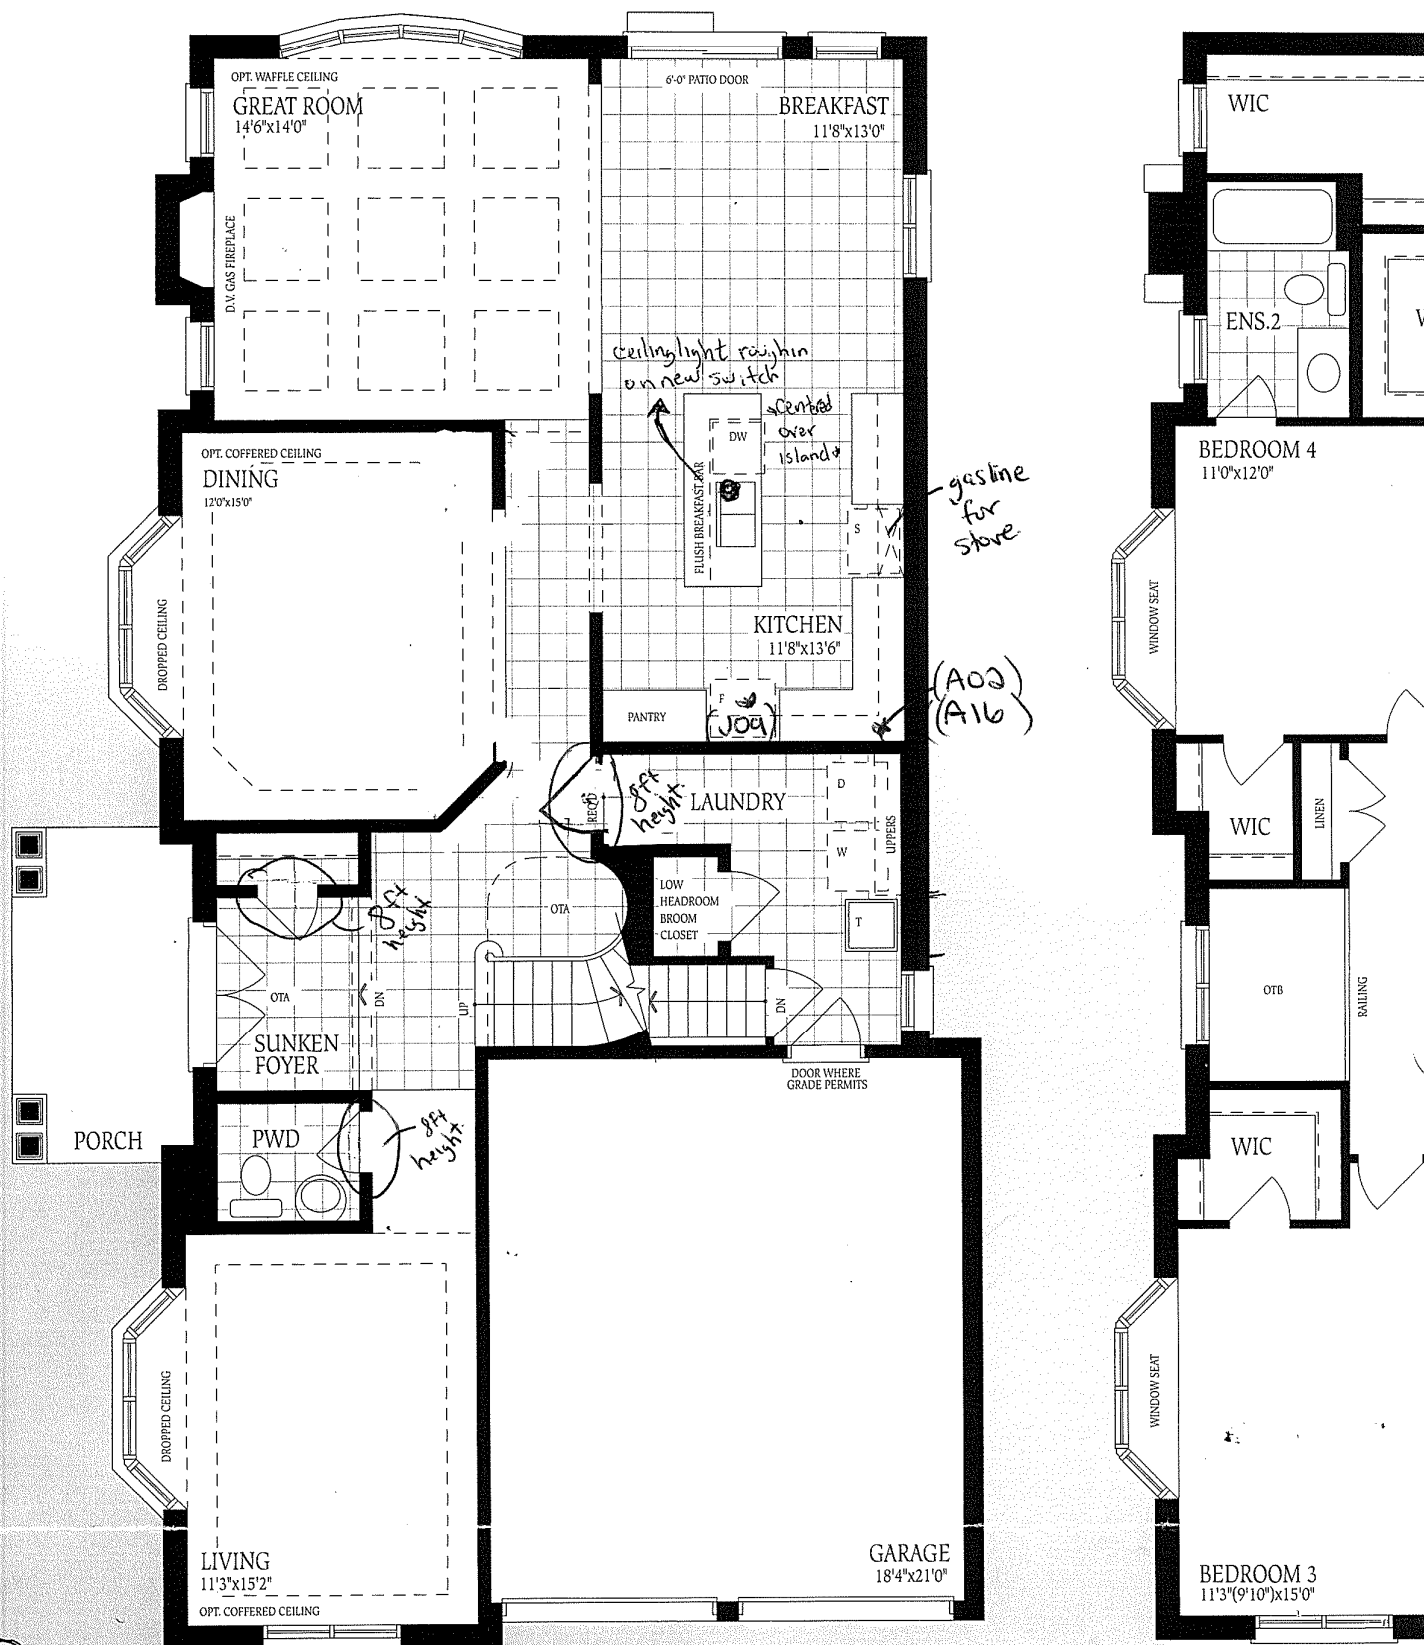 OPT. WAFFLE CEILING
GREAT ROOM
14'6"x14'0"
D.V. GAS FIREPLACE
6'-0" PATIO DOOR
BREAKFAST
11'8"x13'0"
ceiling light roughin
on new switch
*Centered
over
island*
DW
FLUSH BREAKFAST BAR
S
gas line
for
stove
KITCHEN
11'8"x13'6"
PANTRY
F
(J09)
(A02)
(A16)
OPT. COFFERED CEILING
DINING
12'0"x15'0"
DROPPED CEILING
REQ'D
8ft
height.
LAUNDRY
D
W
UPPERS
T
LOW
HEADROOM
BROOM
CLOSET
OTA
8ft
height
OTA
DN
UP
DN
SUNKEN
FOYER
DOOR WHERE
GRADE PERMITS
PORCH
PWD
8ft
height.
DROPPED CEILING
LIVING
11'3"x15'2"
OPT. COFFERED CEILING
GARAGE
18'4"x21'0"
WIC
ENS.2
W
BEDROOM 4
11'0"x12'0"
WINDOW SEAT
WIC
LINEN
OTB
RAILING
WIC
WINDOW SEAT
BEDROOM 3
11'3"(9'10")x15'0"